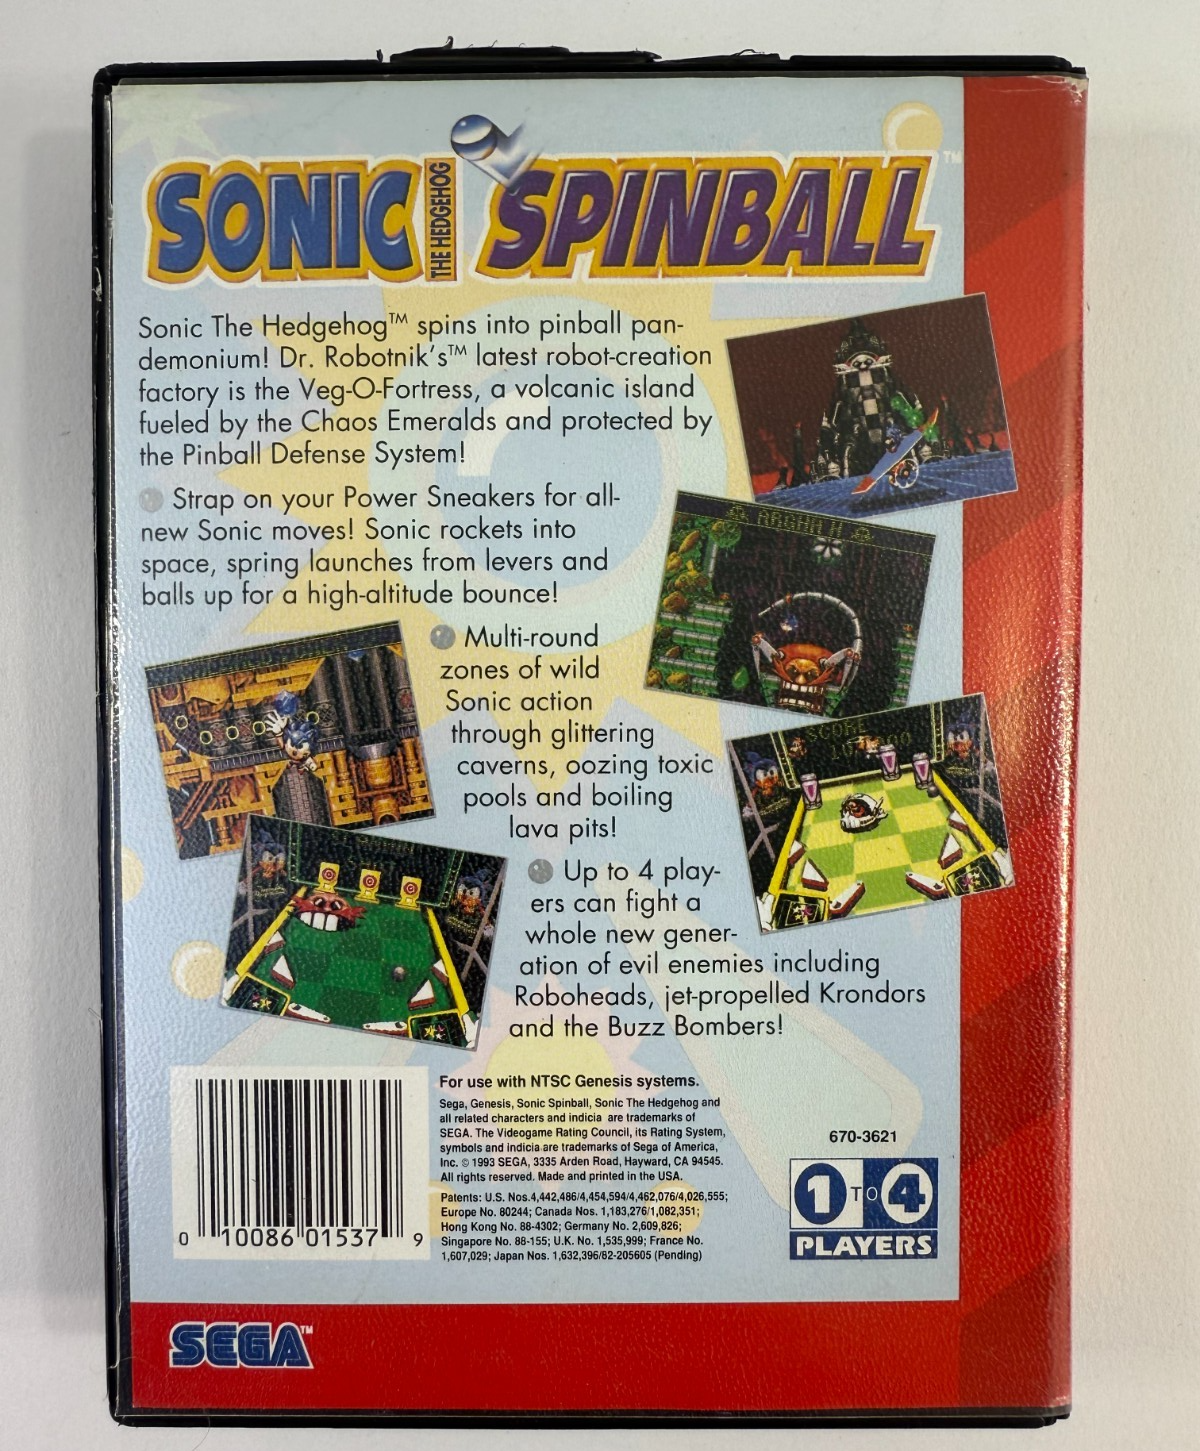 SONIC THE HEDGEHOG SPINBALL™
Sonic The Hedgehog™ spins into pinball pan-
demonium! Dr. Robotnik's™ latest robot-creation
factory is the Veg-O-Fortress, a volcanic island
fueled by the Chaos Emeralds and protected by
the Pinball Defense System!
Strap on your Power Sneakers for all-
new Sonic moves! Sonic rockets into
space, spring launches from levers and
balls up for a high-altitude bounce!
ARGHH !!
Multi-round
zones of wild
Sonic action
through glittering
caverns, oozing toxic
pools and boiling
lava pits!
SCORE
Up to 4 play-
ers can fight a
whole new gener-
ation of evil enemies including
Roboheads, jet-propelled Krondors
and the Buzz Bombers!
For use with NTSC Genesis systems.
Sega, Genesis, Sonic Spinball, Sonic The Hedgehog and
all related characters and indicia are trademarks of
SEGA. The Videogame Rating Council, its Rating System,
symbols and indicia are trademarks of Sega of America,
Inc. © 1993 SEGA, 3335 Arden Road, Hayward, CA 94545.
All rights reserved. Made and printed in the USA.
Patents: U.S. Nos.4,442,486/4,454,594/4,462,076/4,026,555;
Europe No. 80244; Canada Nos. 1,183,276/1,082,351;
Hong Kong No. 88-4302; Germany No. 2,609,826;
Singapore No. 88-155; U.K. No. 1,535,999; France No.
1,607,029; Japan Nos. 1,632,396/82-205605 (Pending)
0 10086 01537 9
670-3621
1 TO 4
PLAYERS
SEGA™